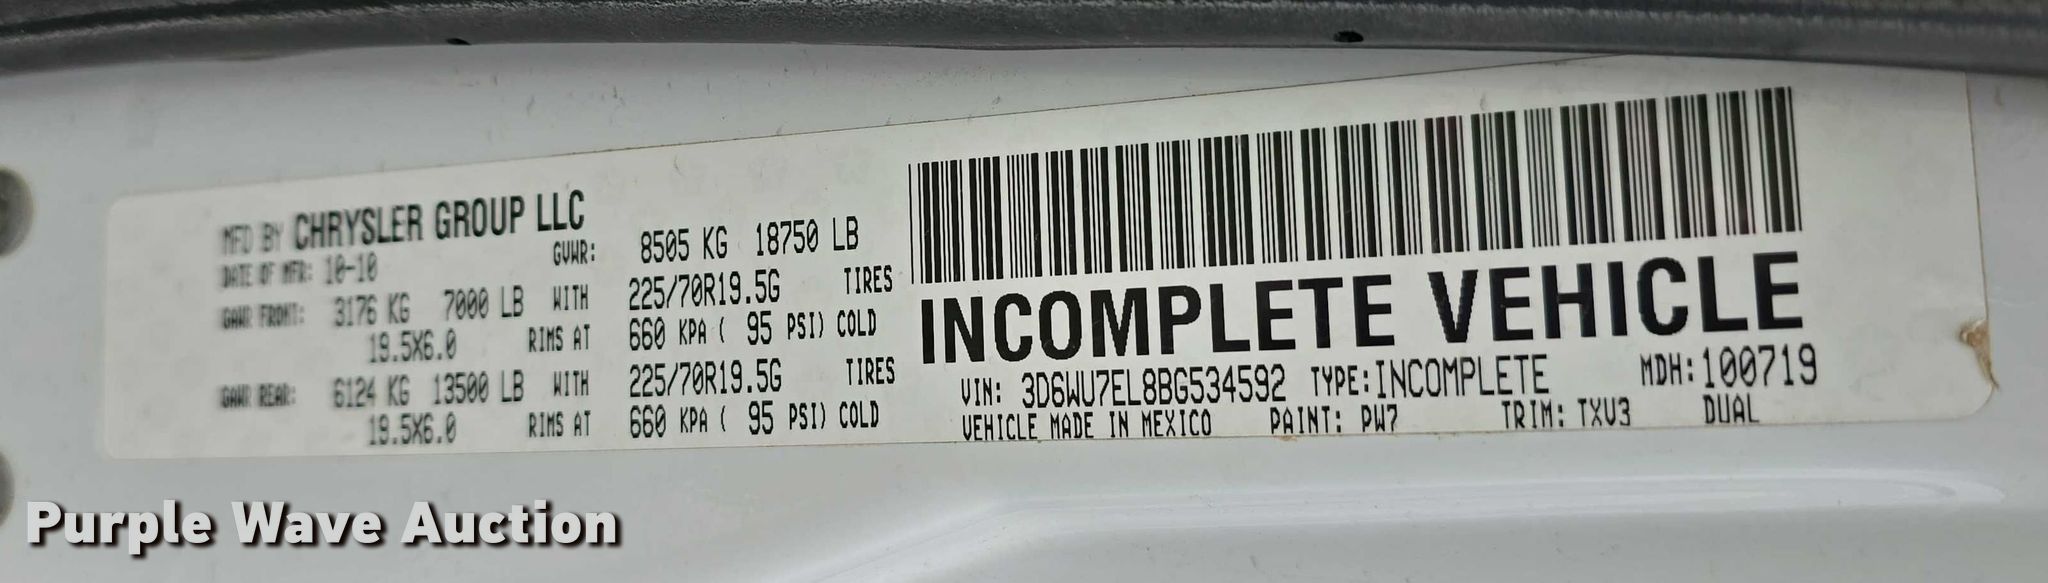 MFD BY CHRYSLER GROUP LLC
DATE OF MFR: 10-10 GVWR: 8505 KG 18750 LB
GAWR FRONT: 3176 KG 7000 LB WITH 225/70R19.5G TIRES
19.5X6.0 RIMS AT 660 KPA ( 95 PSI) COLD
GAWR REAR: 6124 KG 13500 LB WITH 225/70R19.5G TIRES
19.5X6.0 RIMS AT 660 KPA ( 95 PSI) COLD
INCOMPLETE VEHICLE
VIN: 3D6WU7EL8BG534592 TYPE: INCOMPLETE MDH: 100719
VEHICLE MADE IN MEXICO PAINT: PW7 TRIM: TXV3 DUAL
Purple Wave Auction